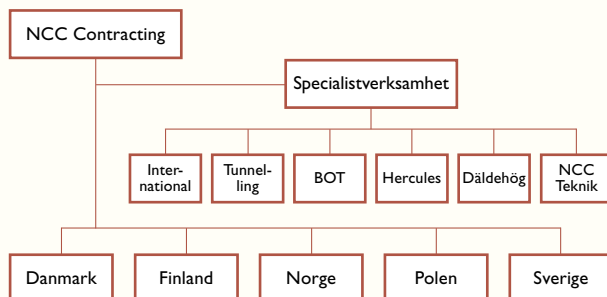 NCC Contracting
Specialistverksamhet
Inter-
national
Tunnel-
ling
BOT
Hercules
Däldehög
NCC
Teknik
Danmark
Finland
Norge
Polen
Sverige